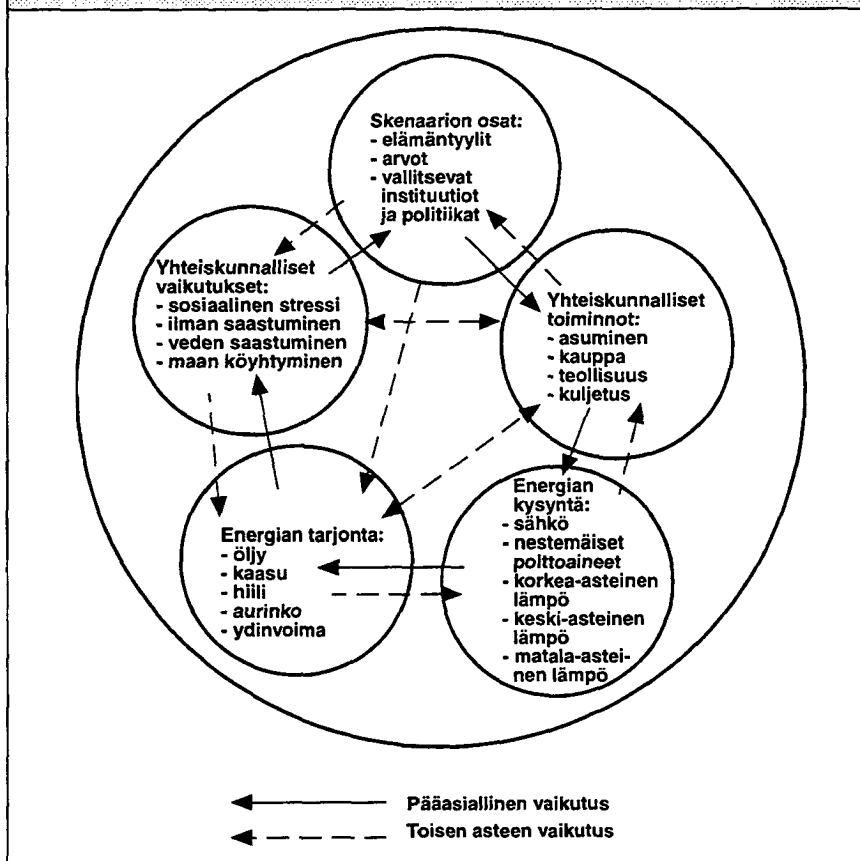 Skenaarion osat:
- elämäntyylit
- arvot
- vallitsevat
instituutiot
ja politiikat
Yhteiskunnalliset
vaikutukset:
- sosiaalinen stressi
- ilman saastuminen
- veden saastuminen
- maan köyhtyminen
Yhteiskunnalliset
toiminnot:
- asuminen
- kauppa
- teollisuus
- kuljetus
Energian tarjonta:
- öljy
- kaasu
- hiili
- aurinko
- ydinvoima
Energian
kysyntä:
- sähkö
- nestemäiset
polttoaineet
- korkea-asteinen
lämpö
- keski-asteinen
lämpö
- matala-astei-
nen lämpö
Pääasiallinen vaikutus
Toisen asteen vaikutus